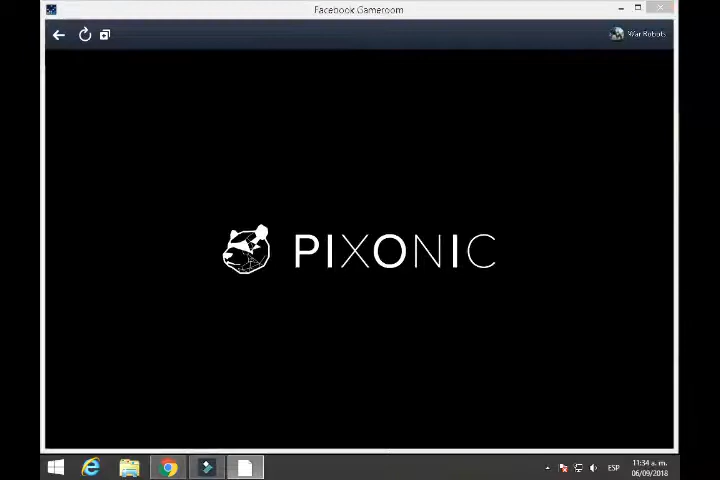 Facebook Gameroom
War Robots
PIXONIC
ESP
11:34 a. m.
06/09/2018